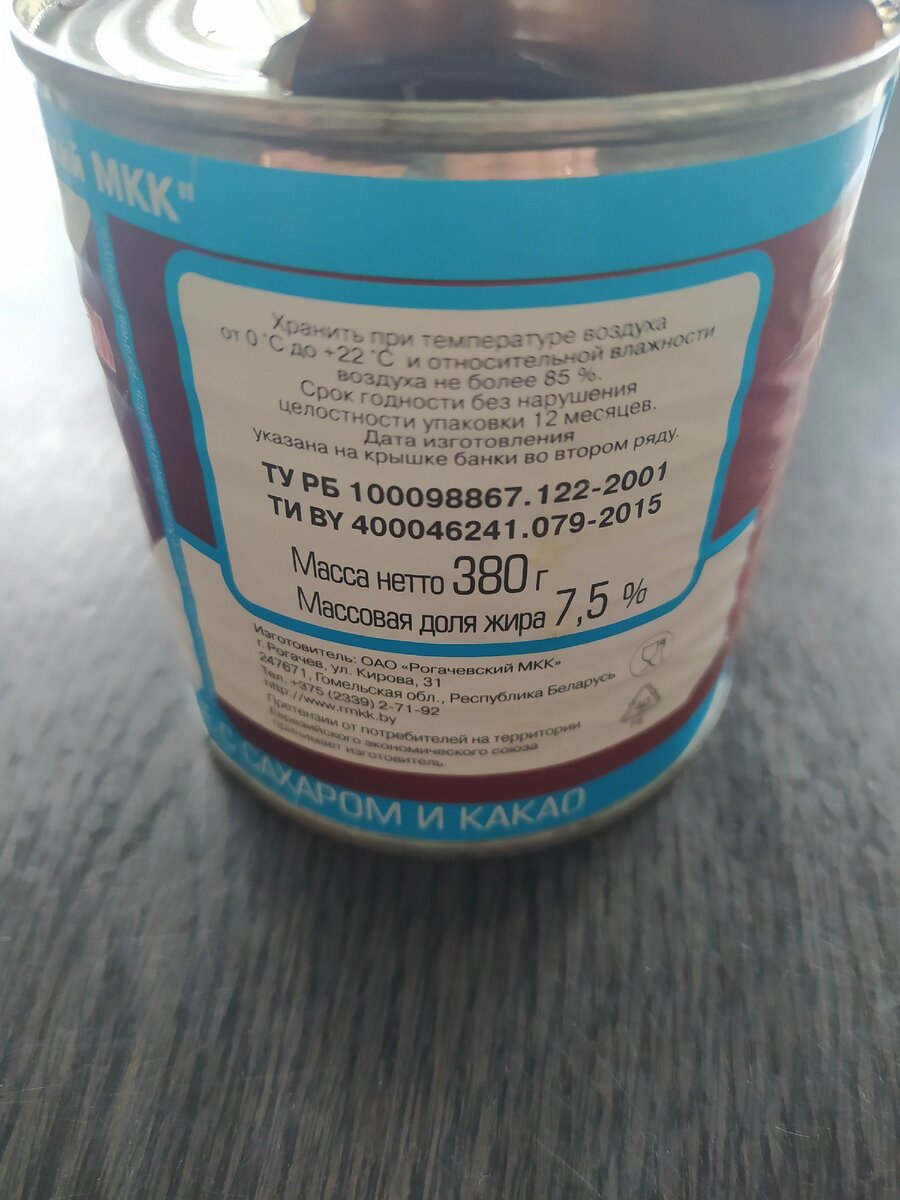 МКК"
Хранить при температуре воздуха
от 0 °С до +22 °С и относительной влажности
воздуха не более 85 %.
Срок годности без нарушения
целостности упаковки 12 месяцев.
Дата изготовления
указана на крышке банки во втором ряду.
ТУ РБ 100098867.122-2001
ТИ BY 400046241.079-2015
Масса нетто 380 г
Массовая доля жира 7,5 %
Изготовитель: ОАО «Рогачевский МКК»
г. Рогачев, ул. Кирова, 31
247671, Гомельская обл., Республика Беларусь
Тел. +375 (2339) 2-71-92
http://www.rmkk.by
Претензии от потребителей на территории
Евразийского экономического союза
принимает изготовитель.
С САХАРОМ И КАКАО